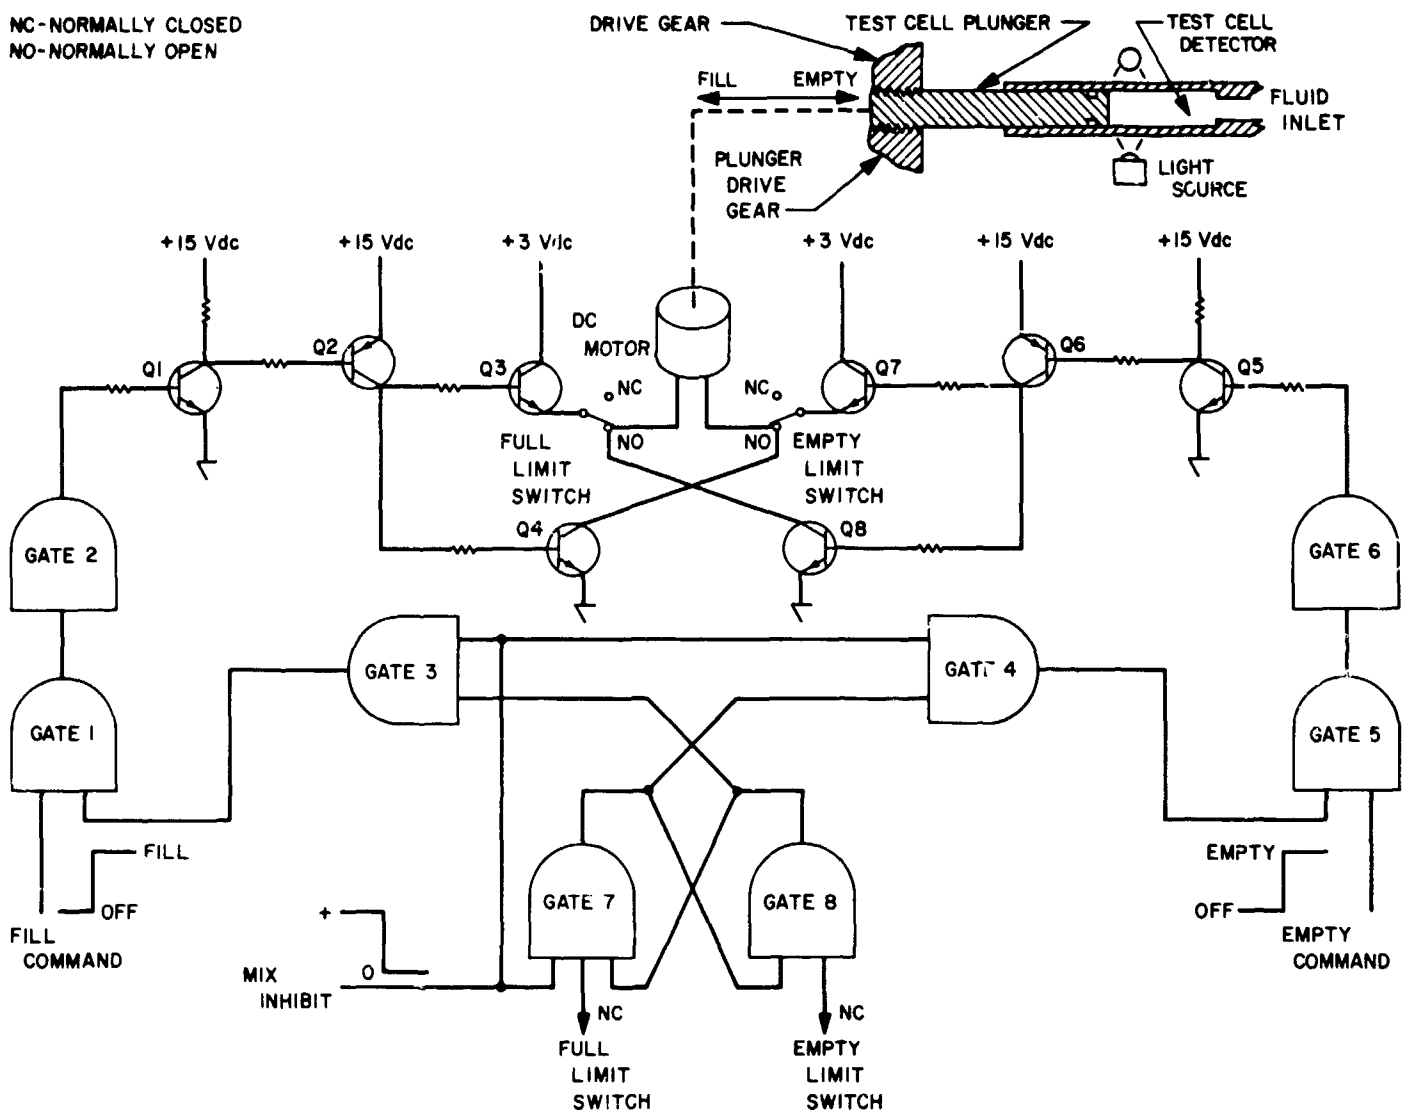 NC-NORMALLY CLOSED
NO-NORMALLY OPEN
DRIVE GEAR
TEST CELL PLUNGER
TEST CELL
DETECTOR
FILL
EMPTY
FLUID
INLET
PLUNGER
DRIVE
GEAR
LIGHT
SOURCE
+15 Vdc
+15 Vdc
+3 Vdc
+3 Vdc
+15 Vdc
+15 Vdc
DC
MOTOR
Q1
Q2
Q3
Q7
Q6
Q5
NC
NC
NO
NO
FULL
LIMIT
SWITCH
EMPTY
LIMIT
SWITCH
Q4
Q8
GATE 2
GATE 6
GATE 3
GATE 4
GATE 1
GATE 5
FILL
OFF
FILL
COMMAND
EMPTY
OFF
EMPTY
COMMAND
GATE 7
GATE 8
+
0
MIX
INHIBIT
NC
FULL
LIMIT
SWITCH
NC
EMPTY
LIMIT
SWITCH